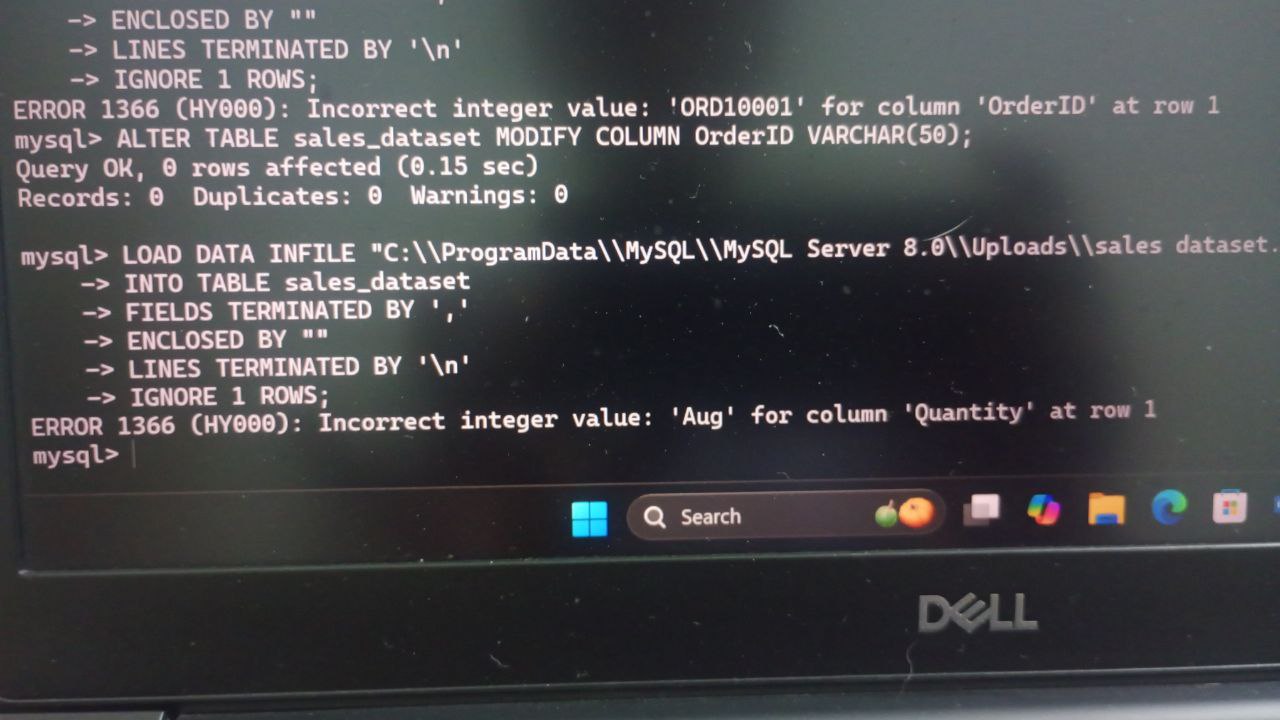 -> ENCLOSED BY ""
-> LINES TERMINATED BY '\n'
-> IGNORE 1 ROWS;
ERROR 1366 (HY000): Incorrect integer value: 'ORD10001' for column 'OrderID' at row 1
mysql> ALTER TABLE sales_dataset MODIFY COLUMN OrderID VARCHAR(50);
Query OK, 0 rows affected (0.15 sec)
Records: 0  Duplicates: 0  Warnings: 0
mysql> LOAD DATA INFILE "C:\\ProgramData\\MySQL\\MySQL Server 8.0\\Uploads\\sales dataset.
-> INTO TABLE sales_dataset
-> FIELDS TERMINATED BY ','
-> ENCLOSED BY ""
-> LINES TERMINATED BY '\n'
-> IGNORE 1 ROWS;
ERROR 1366 (HY000): Incorrect integer value: 'Aug' for column 'Quantity' at row 1
mysql>
Search
DELL